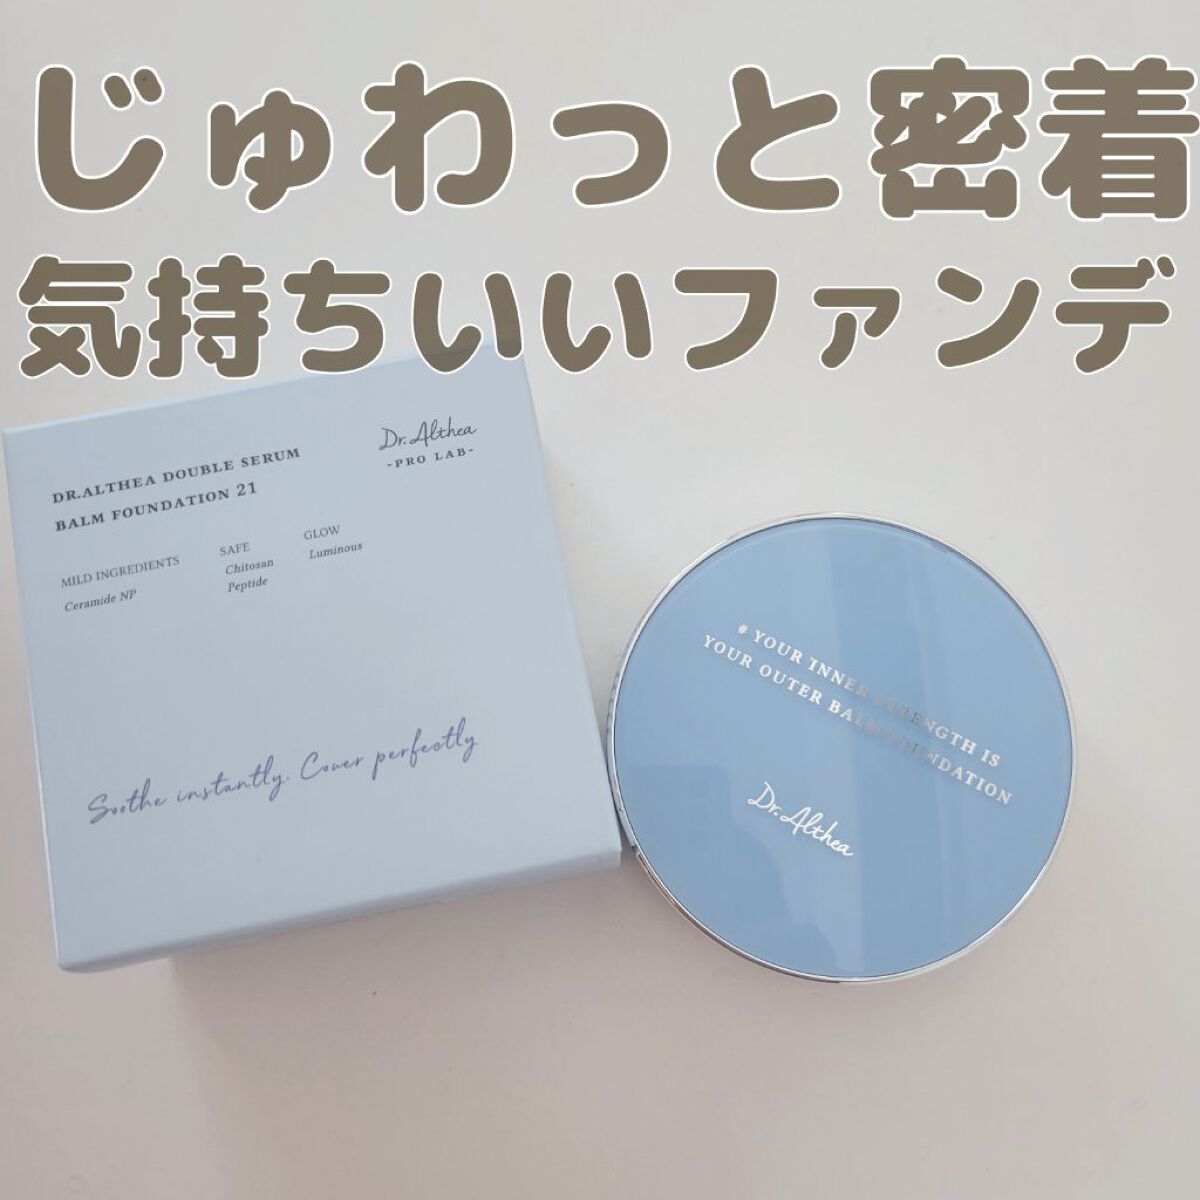 じゅわっと密着
気持ちいいファンデ
Dr.Althea
-PRO LAB-
DR.ALTHEA DOUBLE SERUM
BALM FOUNDATION 21
MILD INGREDIENTS
Ceramide NP
SAFE
Chitosan
Peptide
GLOW
Luminous
Soothe instantly. Cover perfectly
# YOUR INNER STRENGTH IS
YOUR OUTER BALM FOUNDATION
Dr.Althea